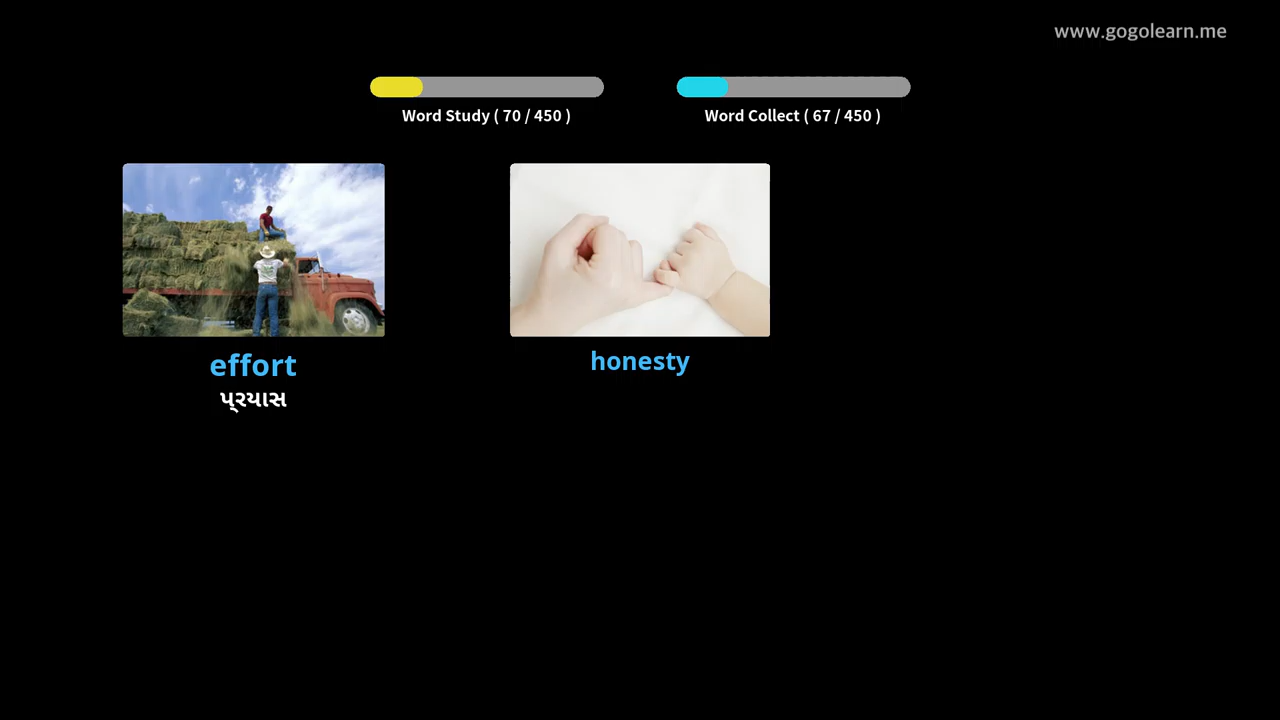 www.gogolearn.me
Word Study ( 70 / 450 )
Word Collect ( 67 / 450 )
effort
honesty
પ્રયાસ